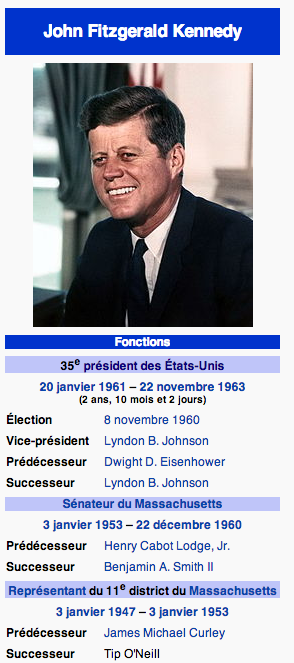 John Fitzgerald Kennedy
Fonctions
35e président des États-Unis
20 janvier 1961 – 22 novembre 1963
(2 ans, 10 mois et 2 jours)
Élection 8 novembre 1960
Vice-président Lyndon B. Johnson
Prédécesseur Dwight D. Eisenhower
Successeur Lyndon B. Johnson
Sénateur du Massachusetts
3 janvier 1953 – 22 décembre 1960
Prédécesseur Henry Cabot Lodge, Jr.
Successeur Benjamin A. Smith II
Représentant du 11e district du Massachusetts
3 janvier 1947 – 3 janvier 1953
Prédécesseur James Michael Curley
Successeur Tip O'Neill